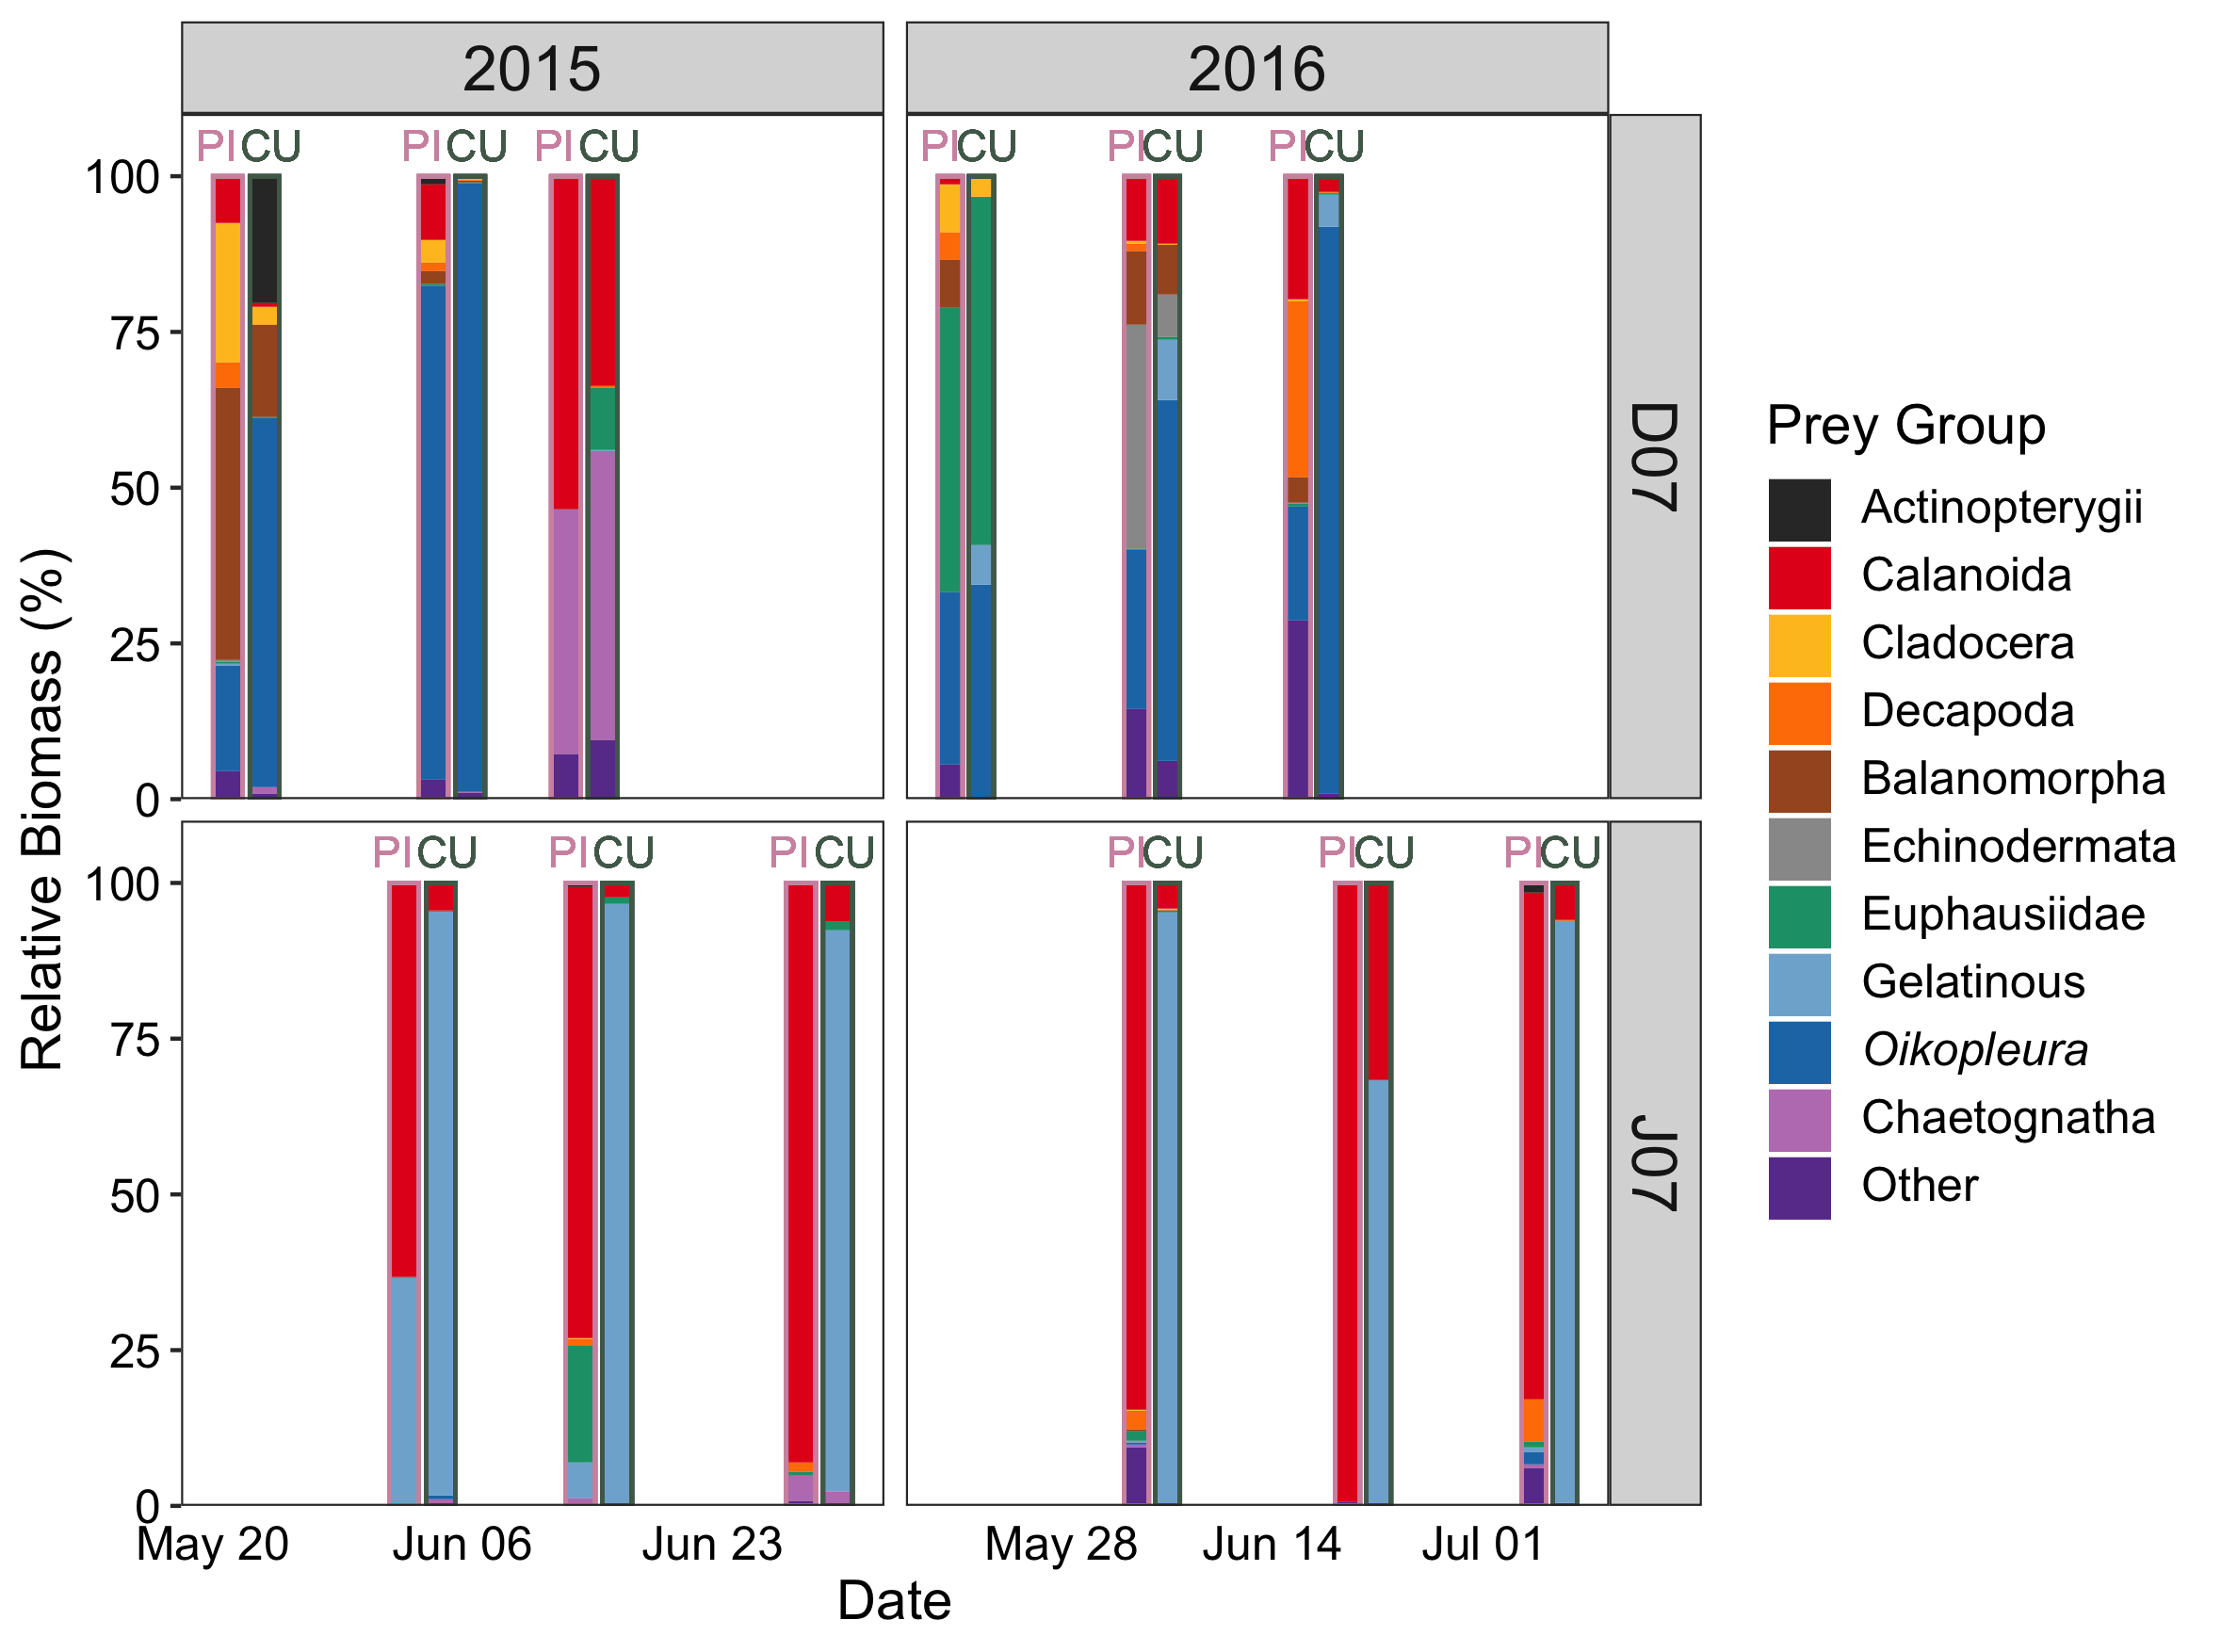 2015
2016
PI CU PI CU PI CU
PI CU PI CU PI CU
100
75
50
25
0
D07
PI CU PI CU PI CU
PI CU PI CU PI CU
100
75
50
25
0
J07
Relative Biomass (%)
May 20 Jun 06 Jun 23
May 28 Jun 14 Jul 01
Date
Prey Group
Actinopterygii
Calanoida
Cladocera
Decapoda
Balanomorpha
Echinodermata
Euphausiidae
Gelatinous
Oikopleura
Chaetognatha
Other